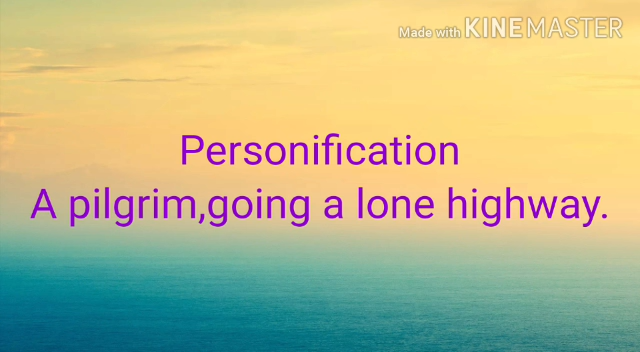 Made with KINEMASTER
Personification
A pilgrim,going a lone highway.